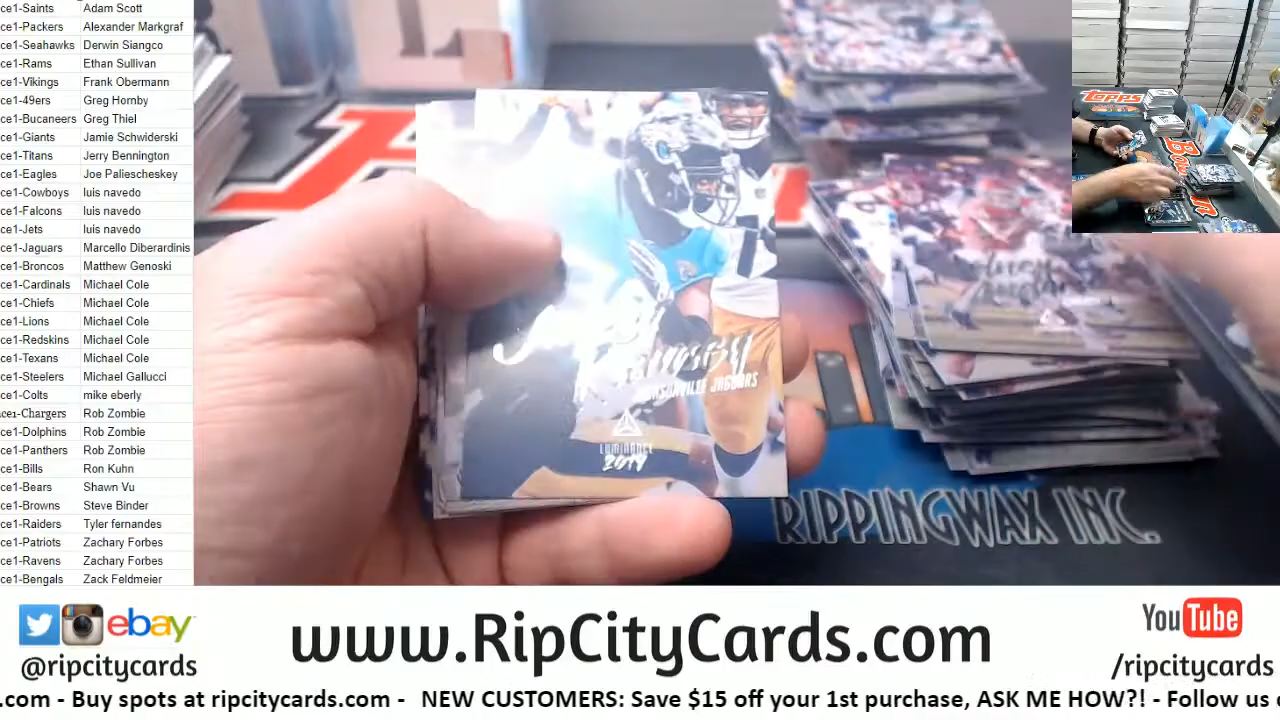 ce1-Saints Adam Scott
ce1-Packers Alexander Markgraf
ce1-Seahawks Derwin Siangco
ce1-Rams Ethan Sullivan
ce1-Vikings Frank Obermann
ce1-49ers Greg Hornby
ce1-Bucaneers Greg Thiel
ce1-Giants Jamie Schwiderski
ce1-Titans Jerry Bennington
ce1-Eagles Joe Paliescheskey
ce1-Cowboys luis navedo
ce1-Falcons luis navedo
ce1-Jets luis navedo
ce1-Jaguars Marcello Diberardinis
ce1-Broncos Matthew Genoski
ce1-Cardinals Michael Cole
ce1-Chiefs Michael Cole
ce1-Lions Michael Cole
ce1-Redskins Michael Cole
ce1-Texans Michael Cole
ce1-Steelers Michael Gallucci
ce1-Colts mike eberly
ace1-Chargers Rob Zombie
ce1-Dolphins Rob Zombie
ce1-Panthers Rob Zombie
ce1-Bills Ron Kuhn
ce1-Bears Shawn Vu
ce1-Browns Steve Binder
ce1-Raiders Tyler fernandes
ce1-Patriots Zachary Forbes
ce1-Ravens Zachary Forbes
ce1-Bengals Zack Feldmeier
JACKSONVILLE JAGUARS
LUMINANCE
2019
Topps
RIPPINGWAX INC.
ebay
@ripcitycards
www.RipCityCards.com
YouTube
/ripcitycards
.com - Buy spots at ripcitycards.com - NEW CUSTOMERS: Save $15 off your 1st purchase, ASK ME HOW?! - Follow us